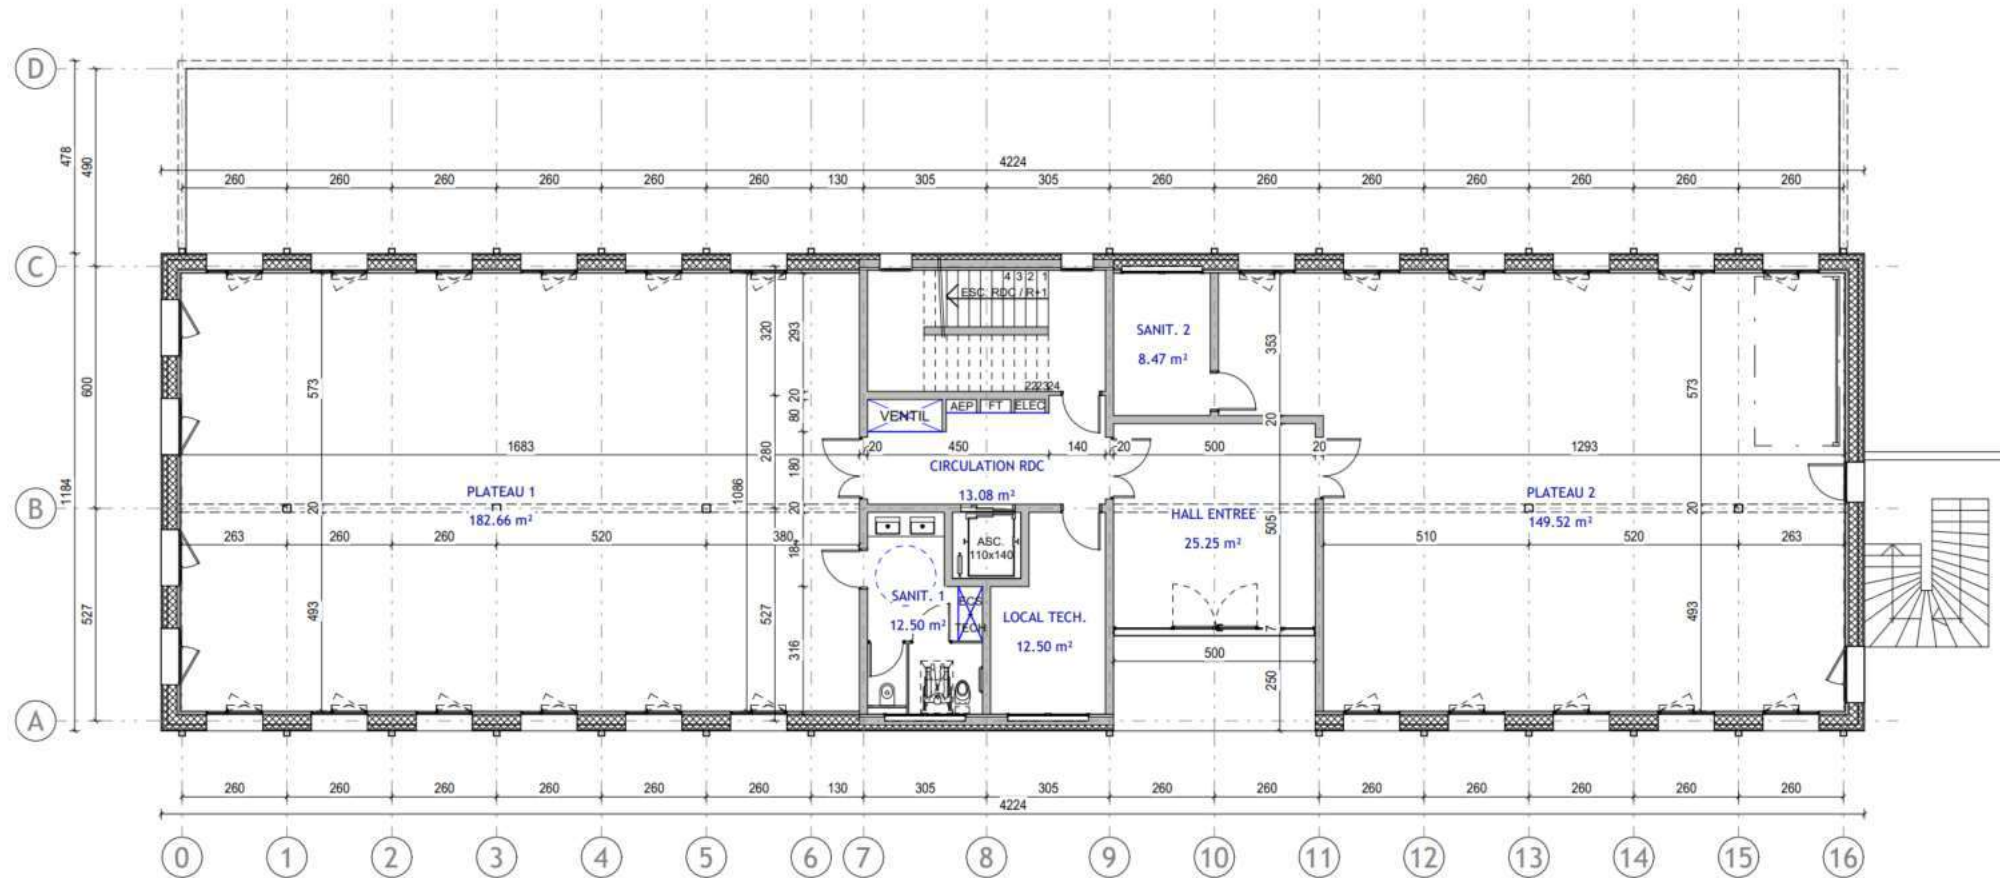 D
478
490
4224
260 260 260 260 260 260 130 305 305 260 260 260 260 260 260 260
C
4 3 2 1
ESC. RDC / R+1
320
293
SANIT. 2
8.47 m²
353
573
573
600
222324
20
80
VENTIL
AEP FT ELEC
20
1683
280
180
20 450 140 20 500 20
1293
CIRCULATION RDC
13.08 m²
1184
B
PLATEAU 1
182.66 m²
20
1086
20
HALL ENTREE
25.25 m²
505
PLATEAU 2
149.52 m²
20
263 260 260 520 380
184
ASC.
110x140
510 520 263
527
493
527
316
SANIT. 1
12.50 m²
ECS
TECH
LOCAL TECH.
12.50 m²
7
500
250
493
A
260 260 260 260 260 260 130 305 305 260 260 260 260 260 260 260
4224
0 1 2 3 4 5 6 7 8 9 10 11 12 13 14 15 16